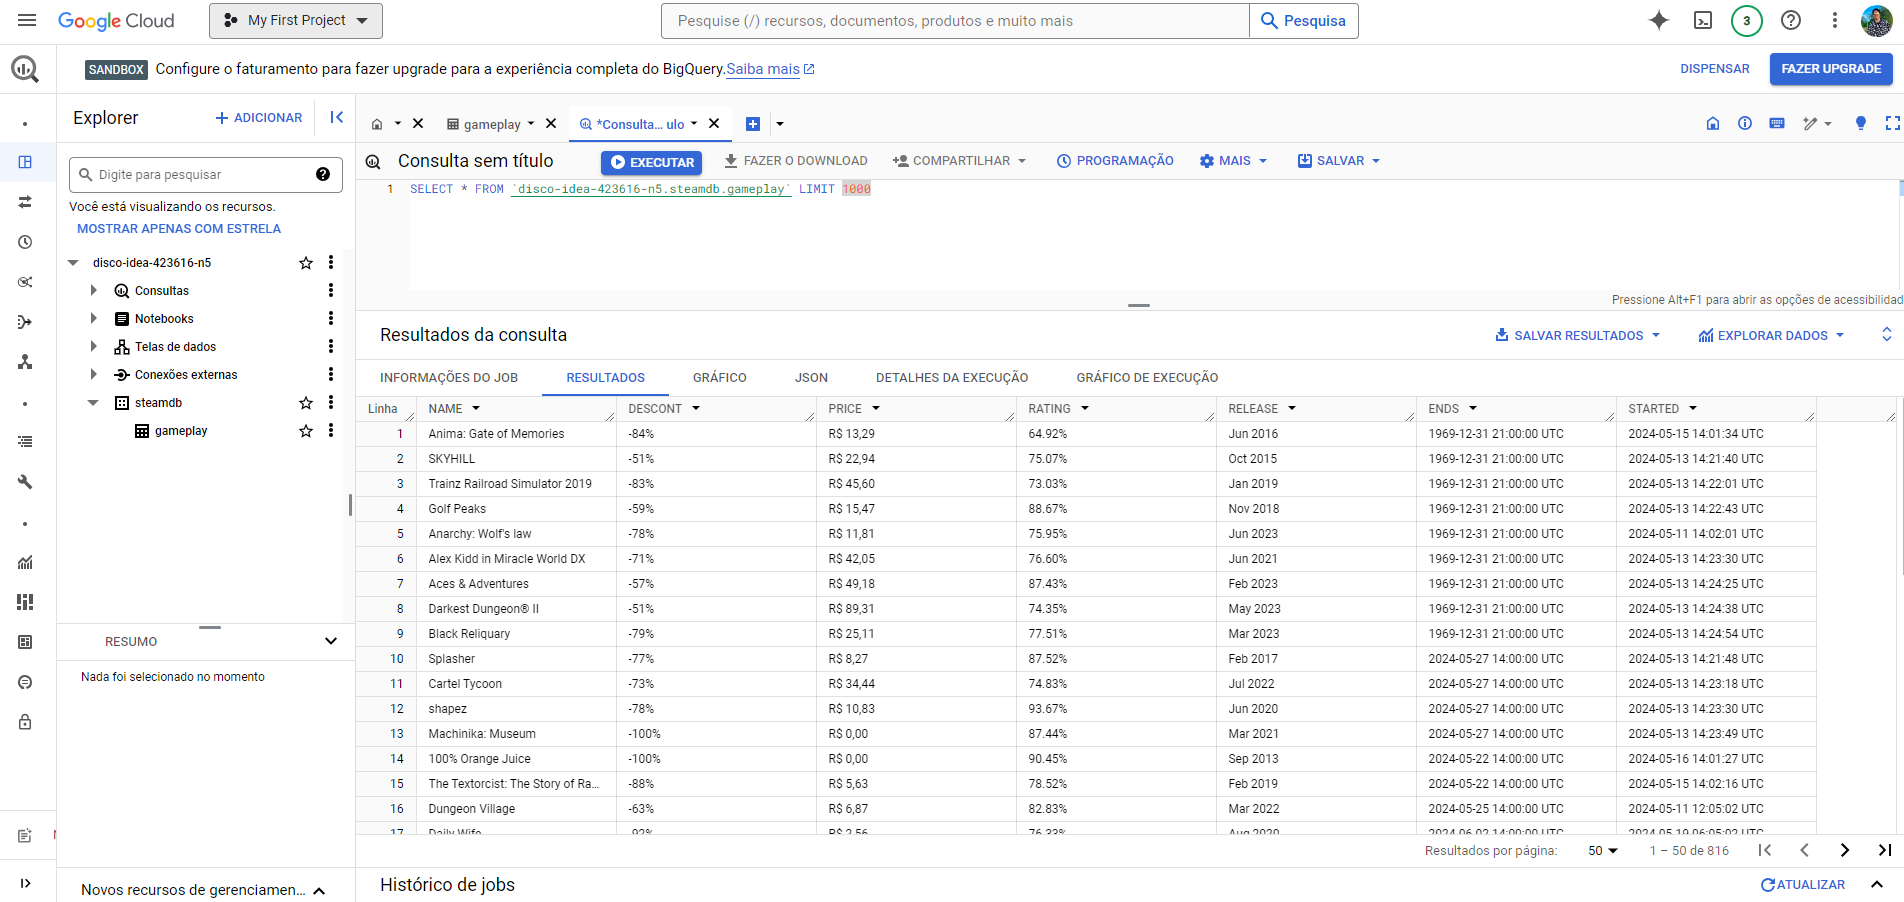 Google Cloud
My First Project
Pesquise (/) recursos, documentos, produtos e muito mais
Pesquisa
3
SANDBOX Configure o faturamento para fazer upgrade para a experiência completa do BigQuery. Saiba mais
DISPENSAR
FAZER UPGRADE
Explorer
ADICIONAR
Digite para pesquisar
Você está visualizando os recursos.
MOSTRAR APENAS COM ESTRELA
disco-idea-423616-n5
Consultas
Notebooks
Telas de dados
Conexões externas
steamdb
gameplay
RESUMO
Nada foi selecionado no momento
Novos recursos de gerenciamen...
gameplay
*Consulta... ulo
Consulta sem título
EXECUTAR
FAZER O DOWNLOAD
COMPARTILHAR
PROGRAMAÇÃO
MAIS
SALVAR
1 SELECT * FROM `disco-idea-423616-n5.steamdb.gameplay` LIMIT 1000
Pressione Alt+F1 para abrir as opções de acessibilidad
Resultados da consulta
SALVAR RESULTADOS
EXPLORAR DADOS
INFORMAÇÕES DO JOB RESULTADOS GRÁFICO JSON DETALHES DA EXECUÇÃO GRÁFICO DE EXECUÇÃO
Linha NAME DESCONT PRICE RATING RELEASE ENDS STARTED
1 Anima: Gate of Memories -84% R$ 13,29 64.92% Jun 2016 1969-12-31 21:00:00 UTC 2024-05-15 14:01:34 UTC
2 SKYHILL -51% R$ 22,94 75.07% Oct 2015 1969-12-31 21:00:00 UTC 2024-05-13 14:21:40 UTC
3 Trainz Railroad Simulator 2019 -83% R$ 45,60 73.03% Jan 2019 1969-12-31 21:00:00 UTC 2024-05-13 14:22:01 UTC
4 Golf Peaks -59% R$ 15,47 88.67% Nov 2018 1969-12-31 21:00:00 UTC 2024-05-13 14:22:43 UTC
5 Anarchy: Wolf's law -78% R$ 11,81 75.95% Jun 2023 1969-12-31 21:00:00 UTC 2024-05-11 14:02:01 UTC
6 Alex Kidd in Miracle World DX -71% R$ 42,05 76.60% Jun 2021 1969-12-31 21:00:00 UTC 2024-05-13 14:23:30 UTC
7 Aces & Adventures -57% R$ 49,18 87.43% Feb 2023 1969-12-31 21:00:00 UTC 2024-05-13 14:24:25 UTC
8 Darkest Dungeon® II -51% R$ 89,31 74.35% May 2023 1969-12-31 21:00:00 UTC 2024-05-13 14:24:38 UTC
9 Black Reliquary -79% R$ 25,11 77.51% Mar 2023 1969-12-31 21:00:00 UTC 2024-05-13 14:24:54 UTC
10 Splasher -77% R$ 8,27 87.52% Feb 2017 2024-05-27 14:00:00 UTC 2024-05-13 14:21:48 UTC
11 Cartel Tycoon -73% R$ 34,44 74.83% Jul 2022 2024-05-27 14:00:00 UTC 2024-05-13 14:23:18 UTC
12 shapez -78% R$ 10,83 93.67% Jun 2020 2024-05-27 14:00:00 UTC 2024-05-13 14:23:30 UTC
13 Machinika: Museum -100% R$ 0,00 87.44% Mar 2021 2024-05-27 14:00:00 UTC 2024-05-13 14:23:49 UTC
14 100% Orange Juice -100% R$ 0,00 90.45% Sep 2013 2024-05-22 14:00:00 UTC 2024-05-16 14:01:27 UTC
15 The Textorcist: The Story of Ra... -88% R$ 5,63 78.52% Feb 2019 2024-05-22 14:00:00 UTC 2024-05-15 14:02:16 UTC
16 Dungeon Village -63% R$ 6,87 82.83% Mar 2022 2024-05-25 14:00:00 UTC 2024-05-11 12:05:02 UTC
17 Daily Wife -92% R$ 2,56 76.33% Aug 2020 2024-06-02 14:00:00 UTC 2024-05-19 06:05:02 UTC
Resultados por página: 50 1 – 50 de 816
Histórico de jobs
ATUALIZAR